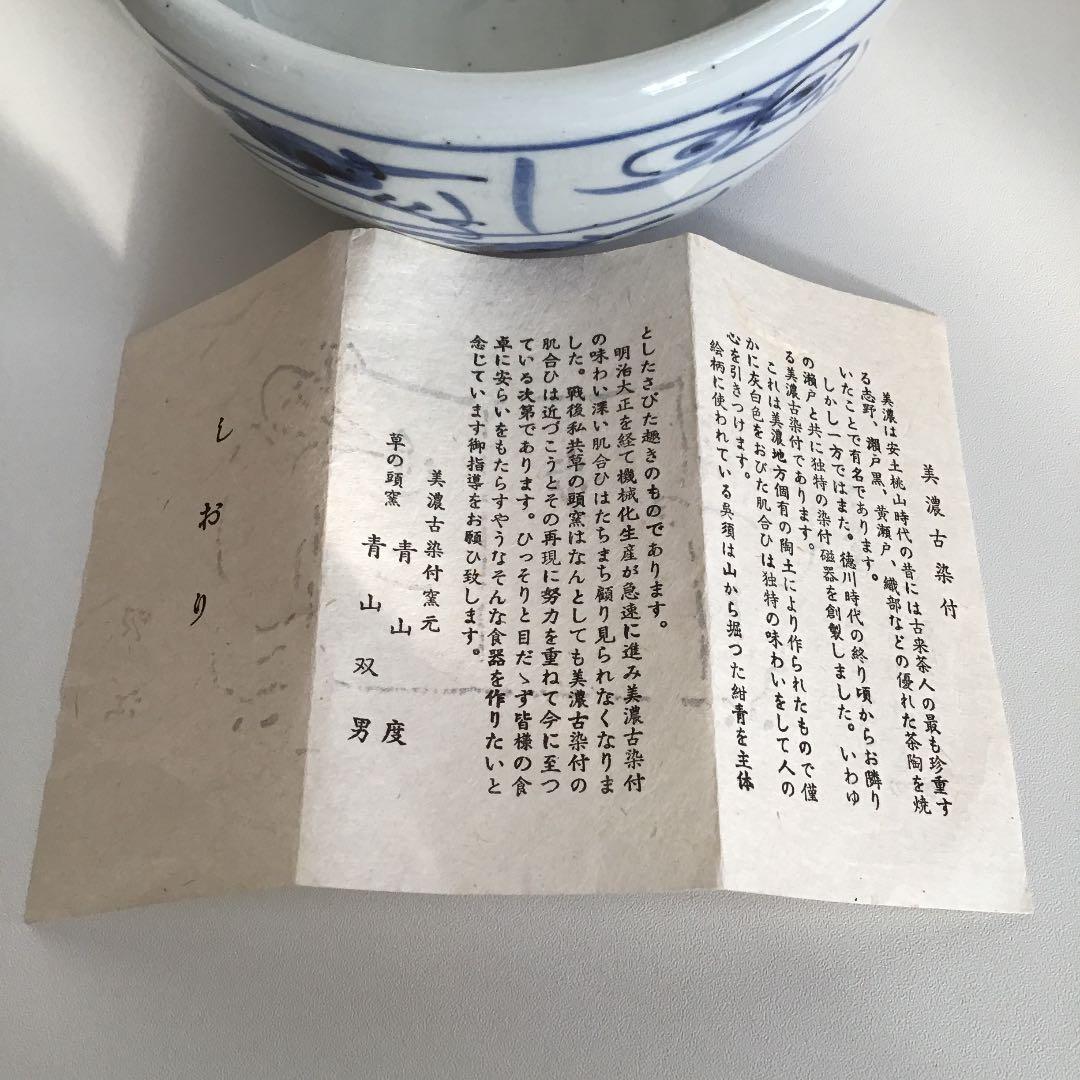 美濃古染付
美濃は安土桃山時代の昔には古来茶人の最も珍重す
る志野、瀬戸黒、黄瀬戸、織部などの優れた茶陶を焼
いたことで有名であります。
しかし一方ではまた。徳川時代の終り頃からお隣り
の瀬戸と共に独特の染付磁器を創製しました。いわゆ
る美濃古染付であります。
これは美濃地方個有の陶土により作られたもので僅
かに灰白色をおびた肌合ひは独特の味わいをして人の
心を引きつけます。
絵柄に使われている呉須は山から掘つた紺青を主体
としたさびた趣きのものであります。
明治大正を経て機械化生産が急速に進み美濃古染付
の味わい深い肌合ひはたちまち顧り見られなくなりま
した。戦後私共草の頭窯はなんとしても美濃古染付の
肌合ひは近づこうとその再現に努力を重ねて今に至つ
ている次第であります。ひっそりと目だゝず皆様の食
卓に安らいをもたらすやうなそんな食器を作りたいと
念じています御指導をお願ひ致します。
美濃古染付窯元
草の頭窯
青山 度
青山双男
しおり